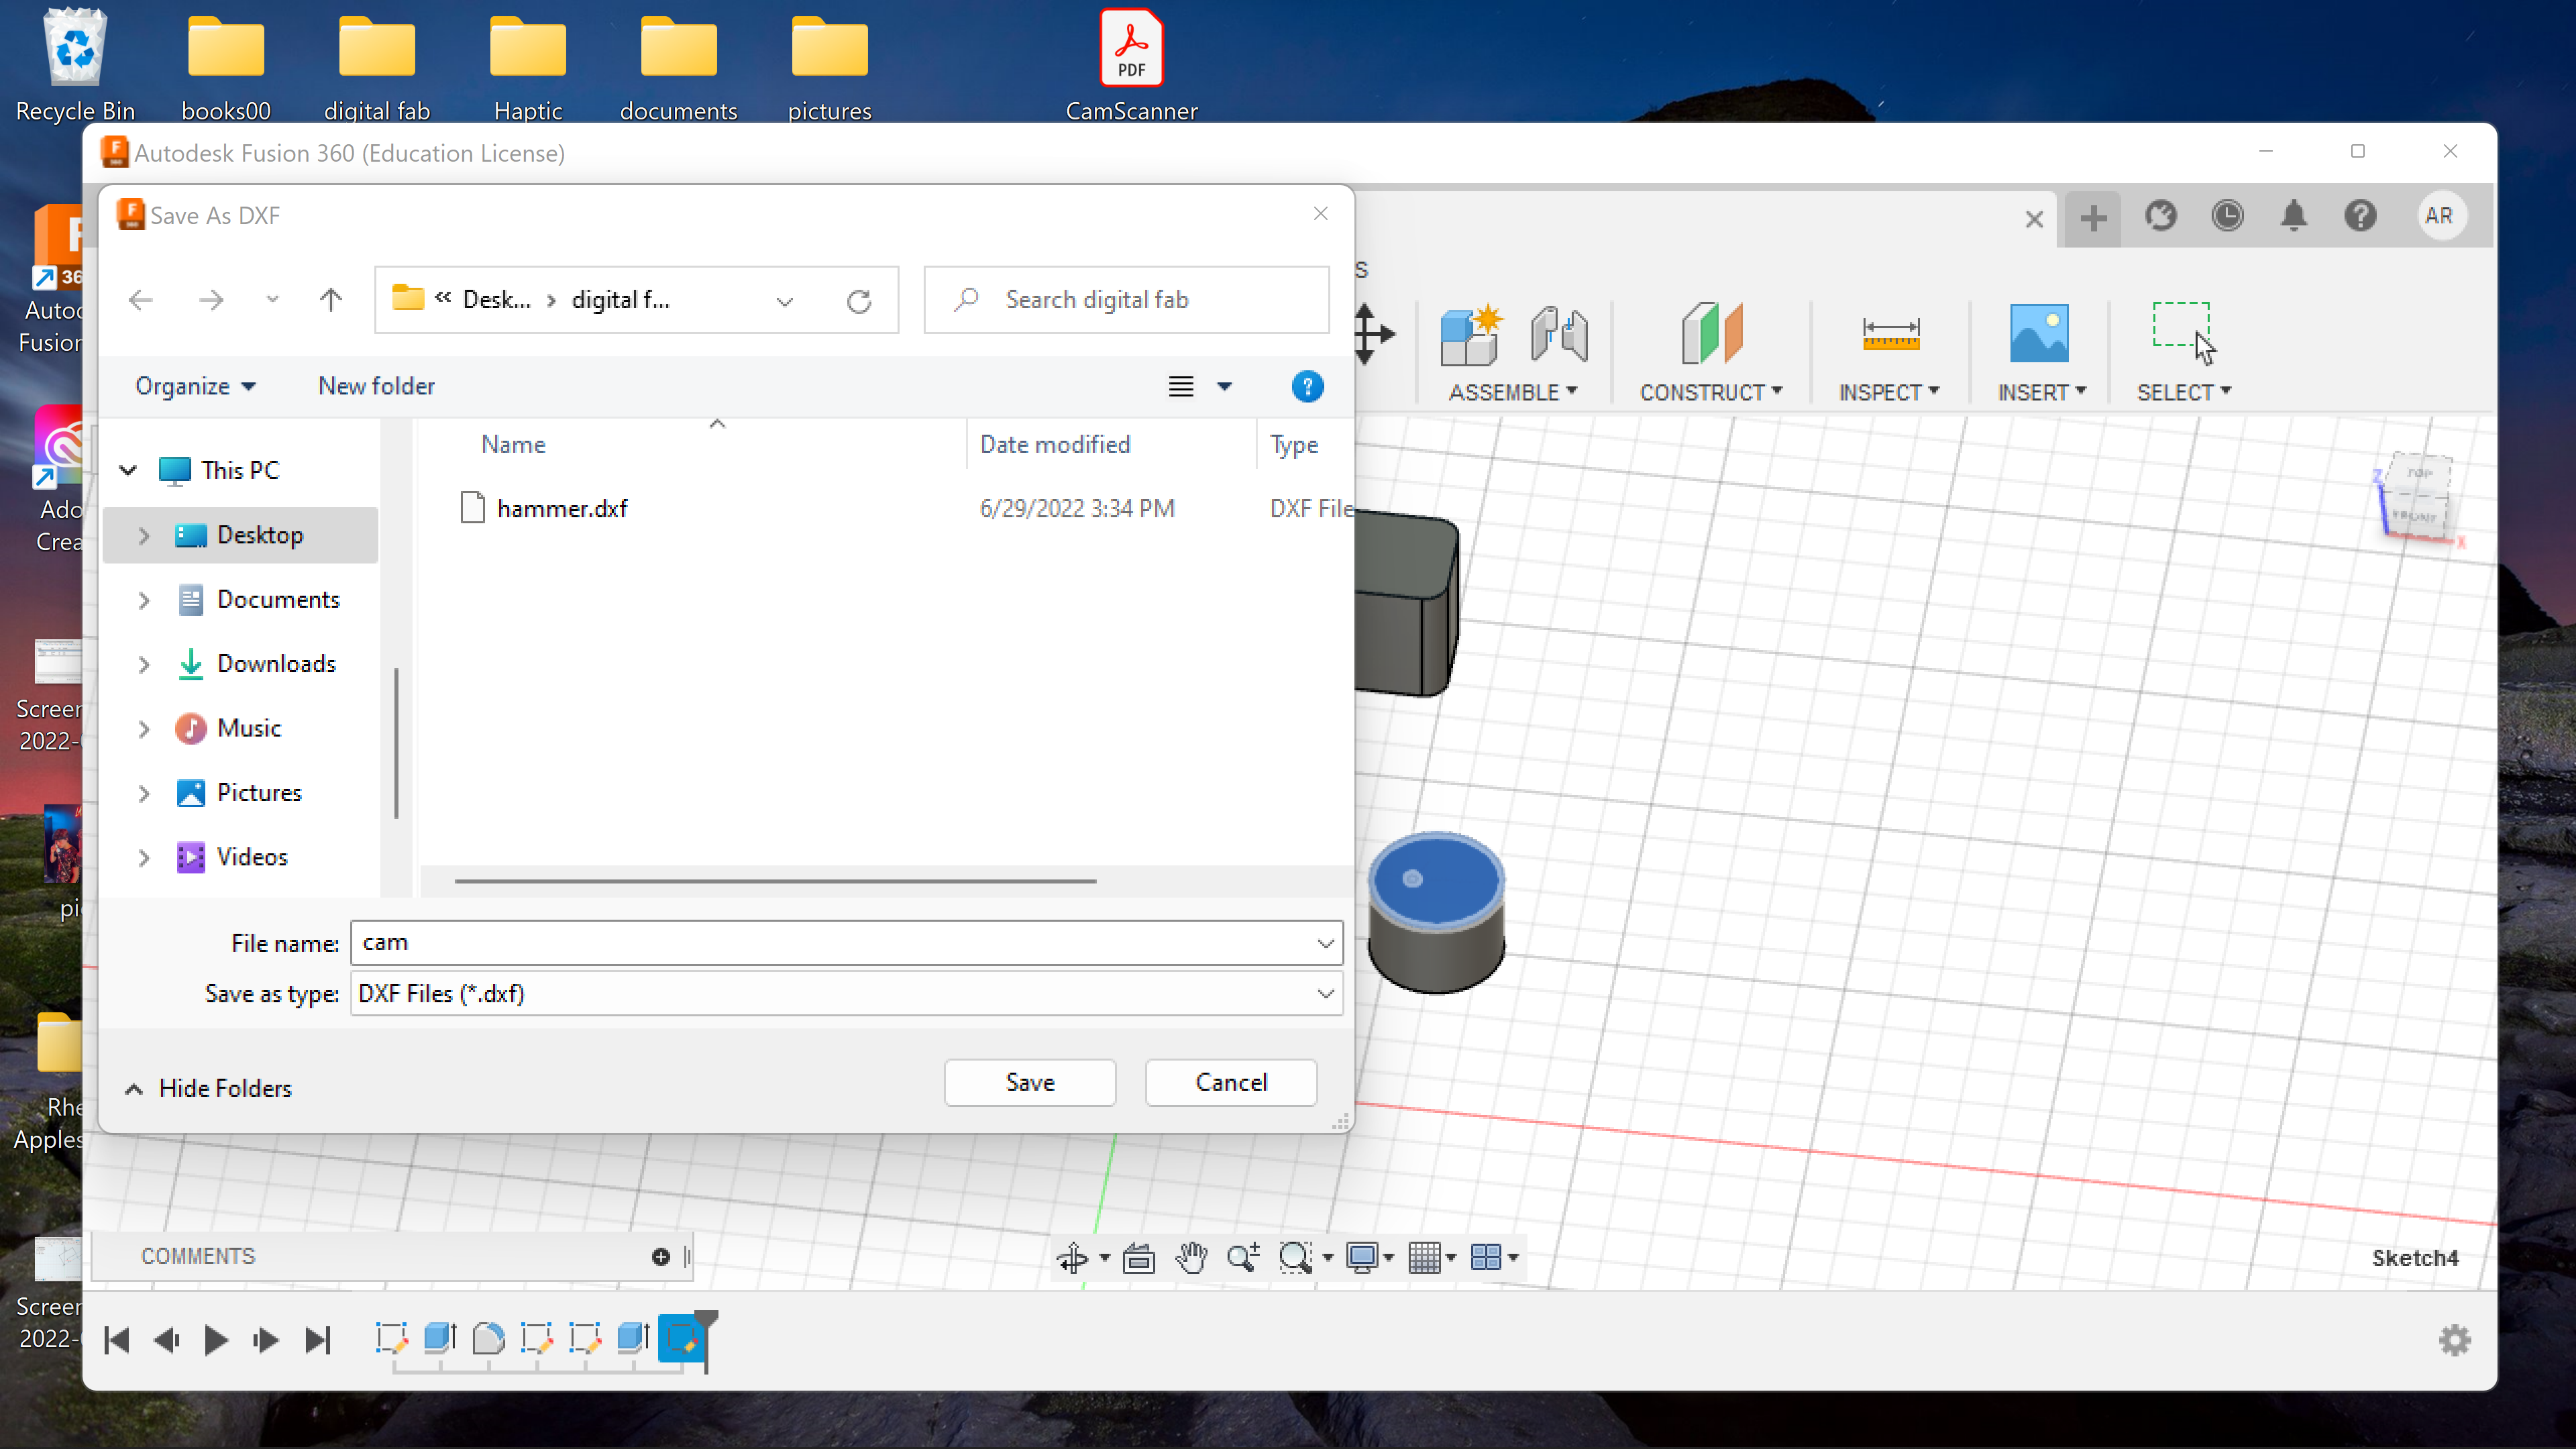 Recycle Bin
books00
digital fab
Haptic
documents
pictures
PDF
CamScanner
Autodesk Fusion 360 (Education License)
Save As DXF
AR
« Desk... › digital f...
Search digital fab
Organize
New folder
ASSEMBLE
CONSTRUCT
INSPECT
INSERT
SELECT
Name
Date modified
Type
This PC
hammer.dxf
6/29/2022 3:34 PM
DXF File
Desktop
Documents
Downloads
Music
Pictures
Videos
TOP
FRONT
Z
X
File name:
cam
Save as type:
DXF Files (*.dxf)
Hide Folders
Save
Cancel
COMMENTS
Sketch4
Autod
Fusion
Ado
Crea
Screen
2022-
pi
Rhe
Apples
Screen
2022-